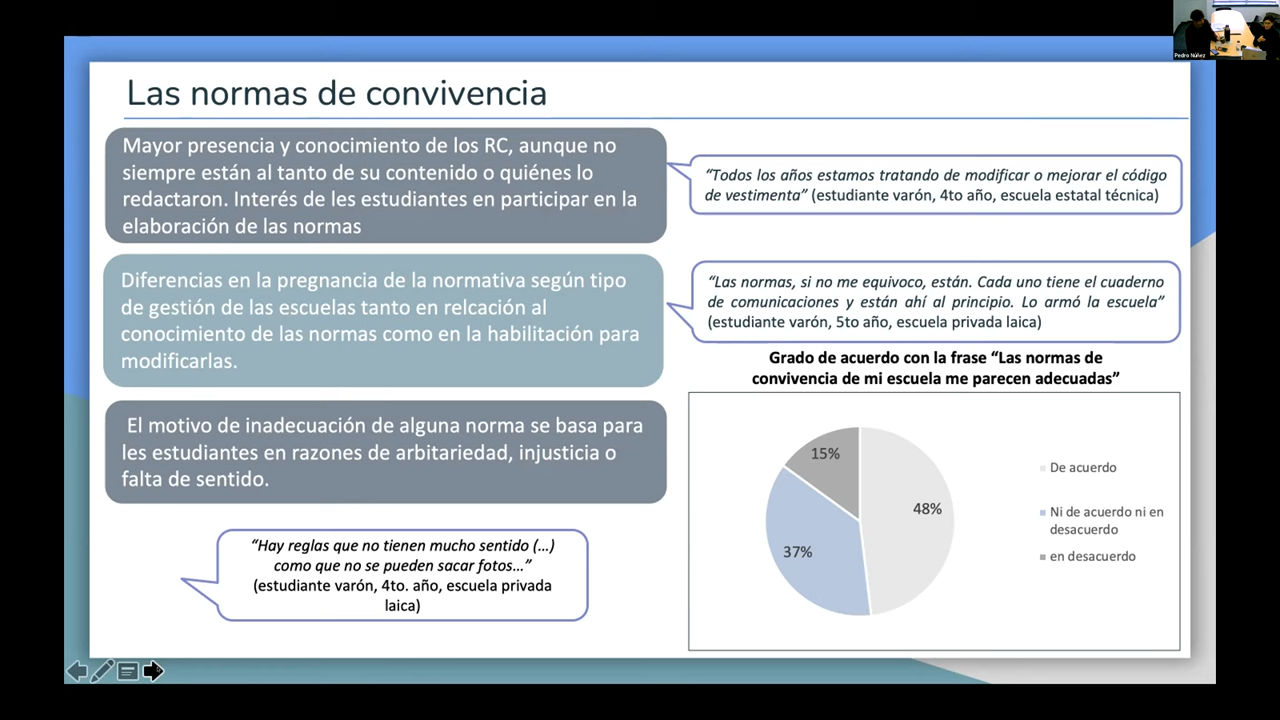 Pedro Núñez
Las normas de convivencia
Mayor presencia y conocimiento de los RC, aunque no
siempre están al tanto de su contenido o quiénes lo
redactaron. Interés de les estudiantes en participar en la
elaboración de las normas
“Todos los años estamos tratando de modificar o mejorar el código
de vestimenta” (estudiante varón, 4to año, escuela estatal técnica)
Diferencias en la pregnancia de la normativa según tipo
de gestión de las escuelas tanto en relcación al
conocimiento de las normas como en la habilitación para
modificarlas.
“Las normas, si no me equivoco, están. Cada uno tiene el cuaderno
de comunicaciones y están ahí al principio. Lo armó la escuela”
(estudiante varón, 5to año, escuela privada laica)
El motivo de inadecuación de alguna norma se basa para
les estudiantes en razones de arbitariedad, injusticia o
falta de sentido.
“Hay reglas que no tienen mucho sentido (...)
como que no se pueden sacar fotos...”
(estudiante varón, 4to. año, escuela privada
laica)
Grado de acuerdo con la frase “Las normas de
convivencia de mi escuela me parecen adecuadas”
15%
48%
37%
De acuerdo
Ni de acuerdo ni en
desacuerdo
en desacuerdo